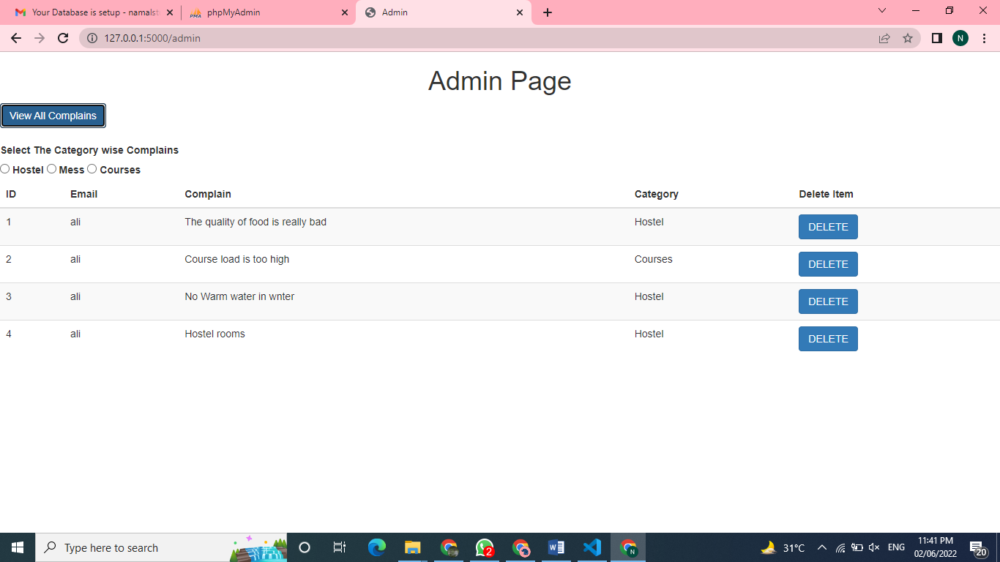 Your Database is setup - namalst
phpMyAdmin
Admin
127.0.0.1:5000/admin
N
Admin Page
View All Complains
Select The Category wise Complains
Hostel Mess Courses
ID Email Complain Category Delete Item
1 ali The quality of food is really bad Hostel DELETE
2 ali Course load is too high Courses DELETE
3 ali No Warm water in wnter Hostel DELETE
4 ali Hostel rooms Hostel DELETE
Type here to search
2
W
N
31°C
ENG
11:41 PM
02/06/2022
20